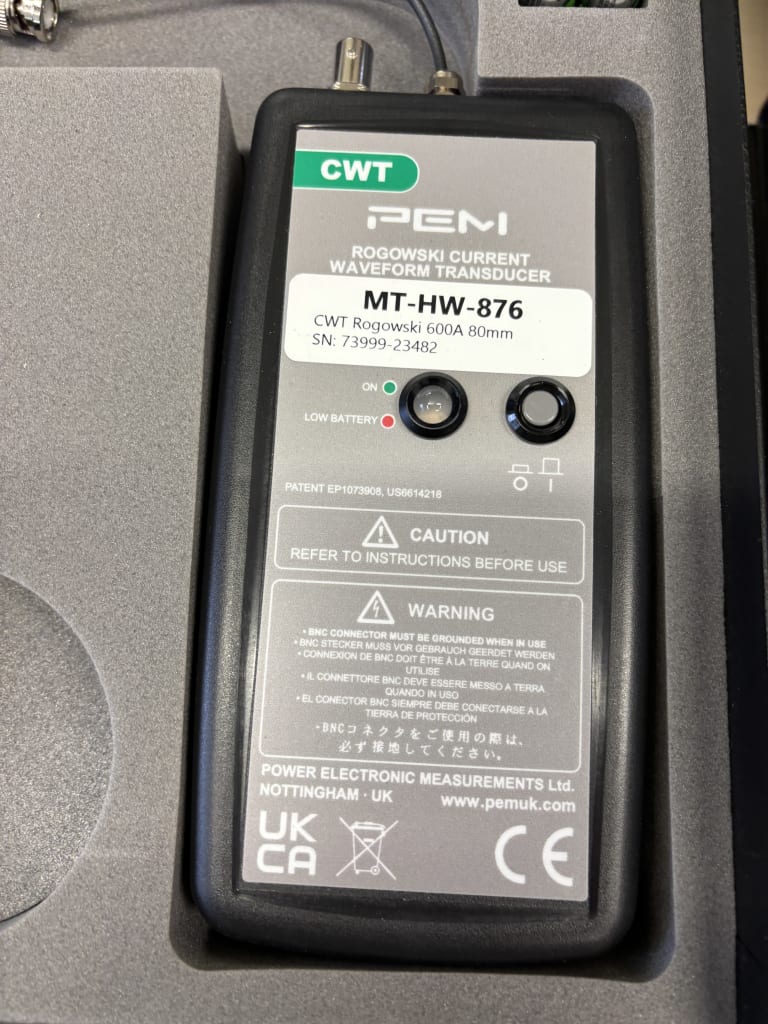 CWT
PEM
ROGOWSKI CURRENT
WAVEFORM TRANSDUCER
MT-HW-876
CWT Rogowski 600A 80mm
SN: 73999-23482
ON
LOW BATTERY
PATENT EP1073908, US6614218
CAUTION
REFER TO INSTRUCTIONS BEFORE USE
WARNING
• BNC CONNECTOR MUST BE GROUNDED WHEN IN USE
• BNC STECKER MUSS VOR GEBRAUCH GEERDET WERDEN
• CONNEXION DE BNC DOIT ÊTRE À LA TERRE QUAND ON
UTILISE
• IL CONNETTORE BNC DEVE ESSERE MESSO A TERRA
QUANDO IN USO
• EL CONECTOR BNC SIEMPRE DEBE CONECTARSE A LA
TIERRA DE PROTECCIÓN
・BNCコネクタをご使用の際は、
必ず接地してください。
POWER ELECTRONIC MEASUREMENTS Ltd.
NOTTINGHAM · UK www.pemuk.com
UK
CA
CE